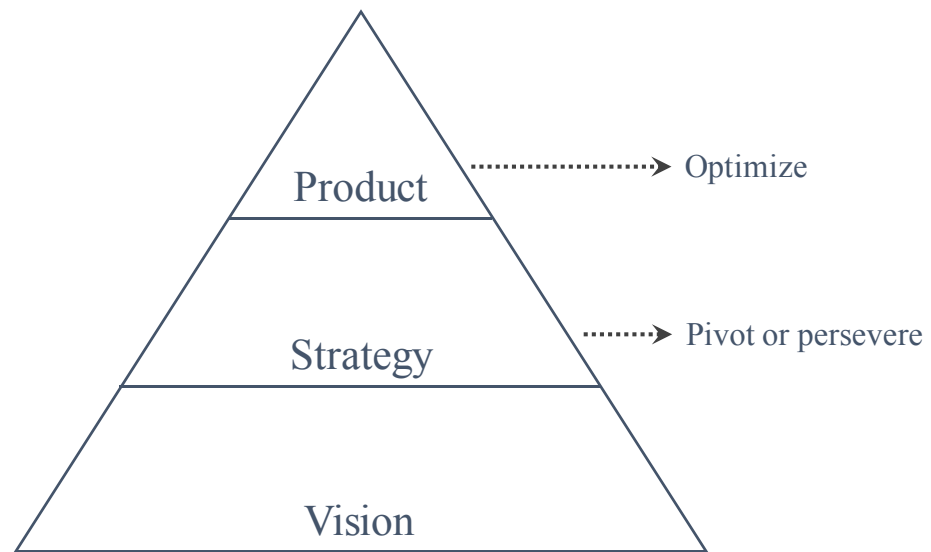 Optimize
Product
Pivot or persevere
Strategy
Vision